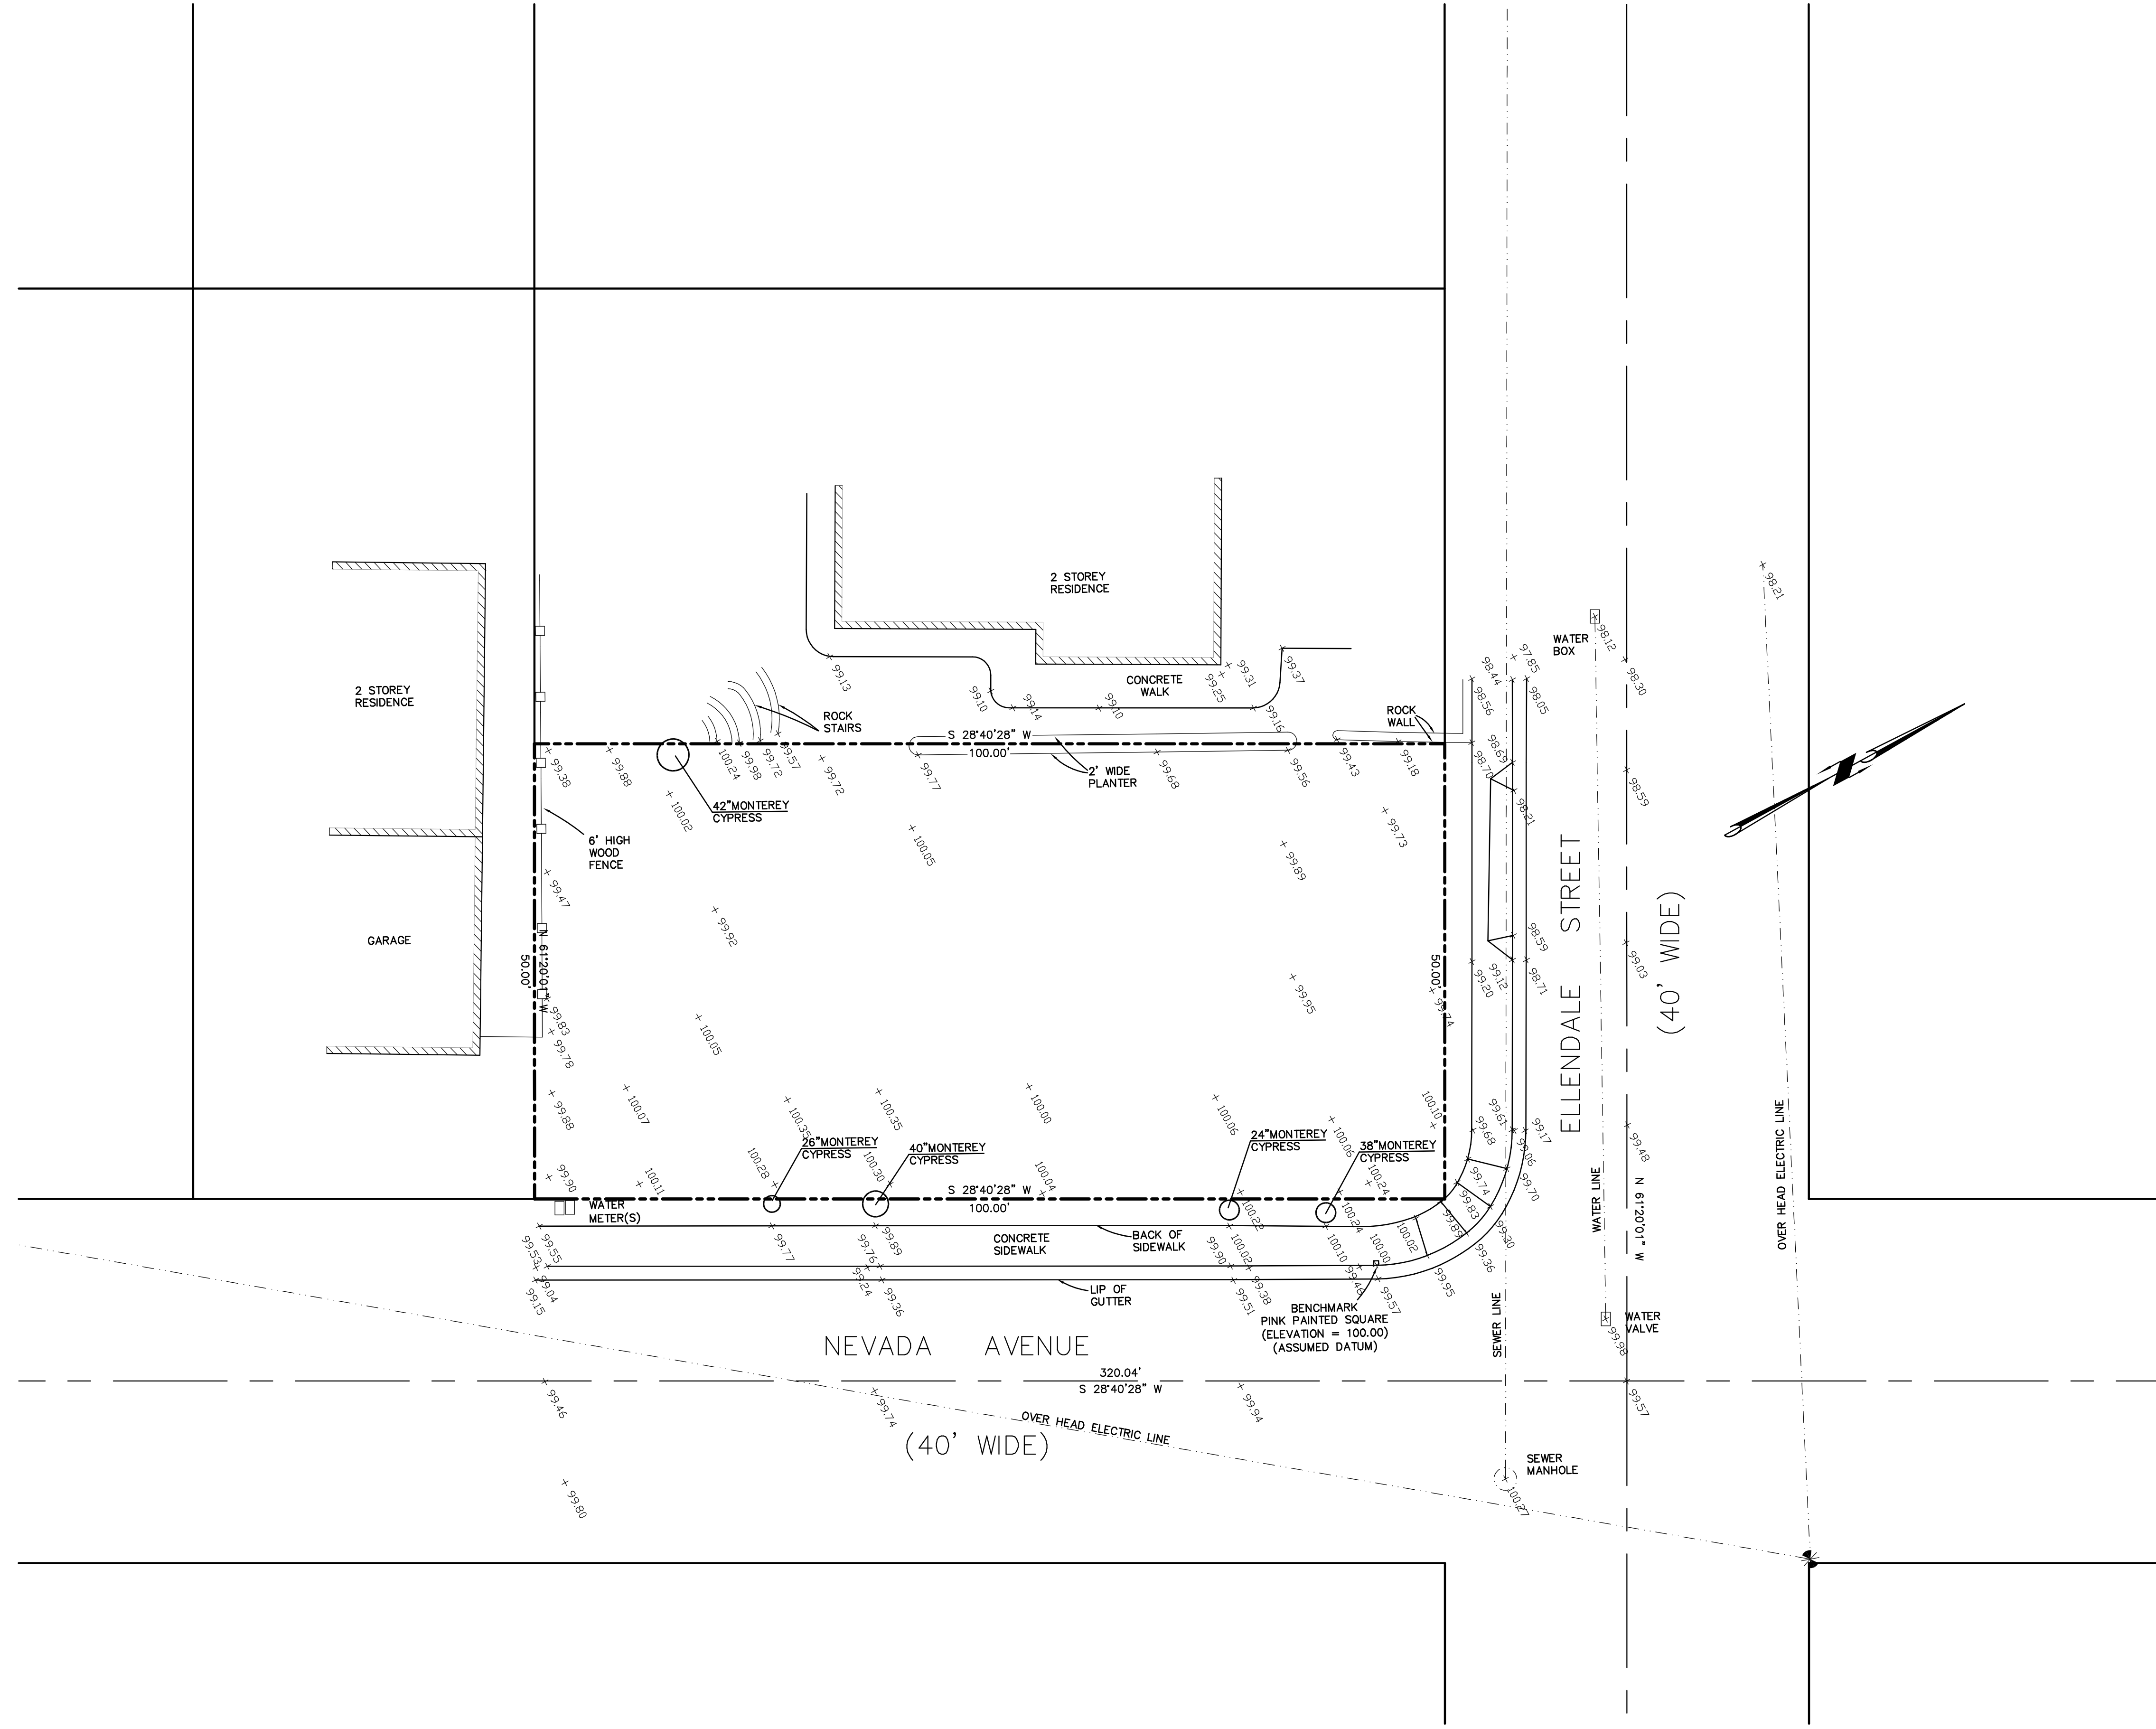 2 STOREY
RESIDENCE
2 STOREY
RESIDENCE
GARAGE
6' HIGH
WOOD
FENCE
ROCK
STAIRS
CONCRETE
WALK
ROCK
WALL
WATER
BOX
S 28°40'28" W
100.00'
2' WIDE
PLANTER
42"MONTEREY
CYPRESS
N 61°20'01" W
50.00'
50.00'
26"MONTEREY
CYPRESS
40"MONTEREY
CYPRESS
24"MONTEREY
CYPRESS
38"MONTEREY
CYPRESS
S 28°40'28" W
100.00'
WATER
METER(S)
CONCRETE
SIDEWALK
BACK OF
SIDEWALK
LIP OF
GUTTER
BENCHMARK
PINK PAINTED SQUARE
(ELEVATION = 100.00)
(ASSUMED DATUM)
NEVADA AVENUE
320.04'
S 28°40'28" W
(40' WIDE)
OVER HEAD ELECTRIC LINE
ELLENDALE STREET
(40' WIDE)
WATER LINE
SEWER LINE
N 61°20'01" W
OVER HEAD ELECTRIC LINE
WATER
VALVE
SEWER
MANHOLE
99.13
99.10
99.14
99.10
99.25
99.31
99.16
99.37
98.44
97.85
98.56
98.05
98.12
98.30
98.21
99.38
99.88
100.24
99.98
99.72
99.57
99.72
99.77
99.68
99.56
99.43
99.18
98.70
98.69
98.21
98.59
100.02
100.05
99.89
99.73
99.47
99.92
99.95
99.74
98.59
99.12
99.20
98.71
99.03
99.83
99.78
100.05
99.88
100.07
100.35
100.35
100.00
100.06
100.06
100.10
99.61
99.68
99.17
99.06
99.48
99.90
100.11
100.28
100.30
100.04
100.22
100.24
100.24
99.74
99.70
99.83
99.89
99.30
99.36
100.02
99.95
99.53
99.55
99.77
99.76
99.89
99.90
100.02
100.10
100.00
99.04
99.15
99.24
99.36
99.38
99.51
99.46
99.57
99.98
99.46
99.74
99.94
99.57
99.80
100.27